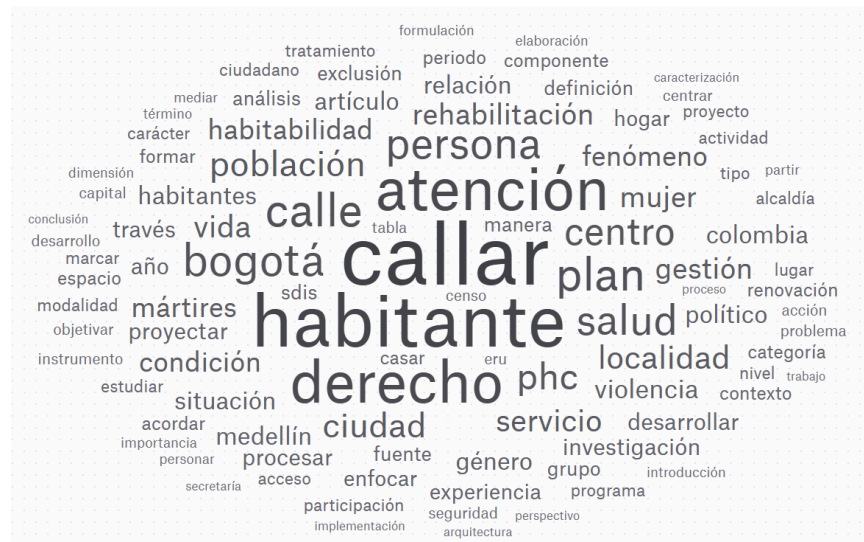 formulación
elaboración
tratamiento periodo componente
ciudadano exclusión caracterización
relación definición
mediar análisis artículo centrar
término rehabilitación hogar proyecto
carácter habitabilidad actividad
formar población persona fenómeno
dimensión tipo partir
capital habitantes atención mujer alcaldía
conclusión través vida calle tabla manera centro colombia
desarrollo
marcar año bogotá callar plan gestión lugar
espacio sdis proceso renovación
modalidad mártires habitante censo salud político acción
objetivar proyectar problema
instrumento condición casar eru localidad categoría
estudiar derecho phc violencia nivel trabajo
situación contexto
acordar medellín ciudad servicio desarrollar
importancia
personar procesar fuente género investigación
secretaría acceso enfocar grupo introducción
participación experiencia programa
implementación seguridad perspectivo
arquitectura